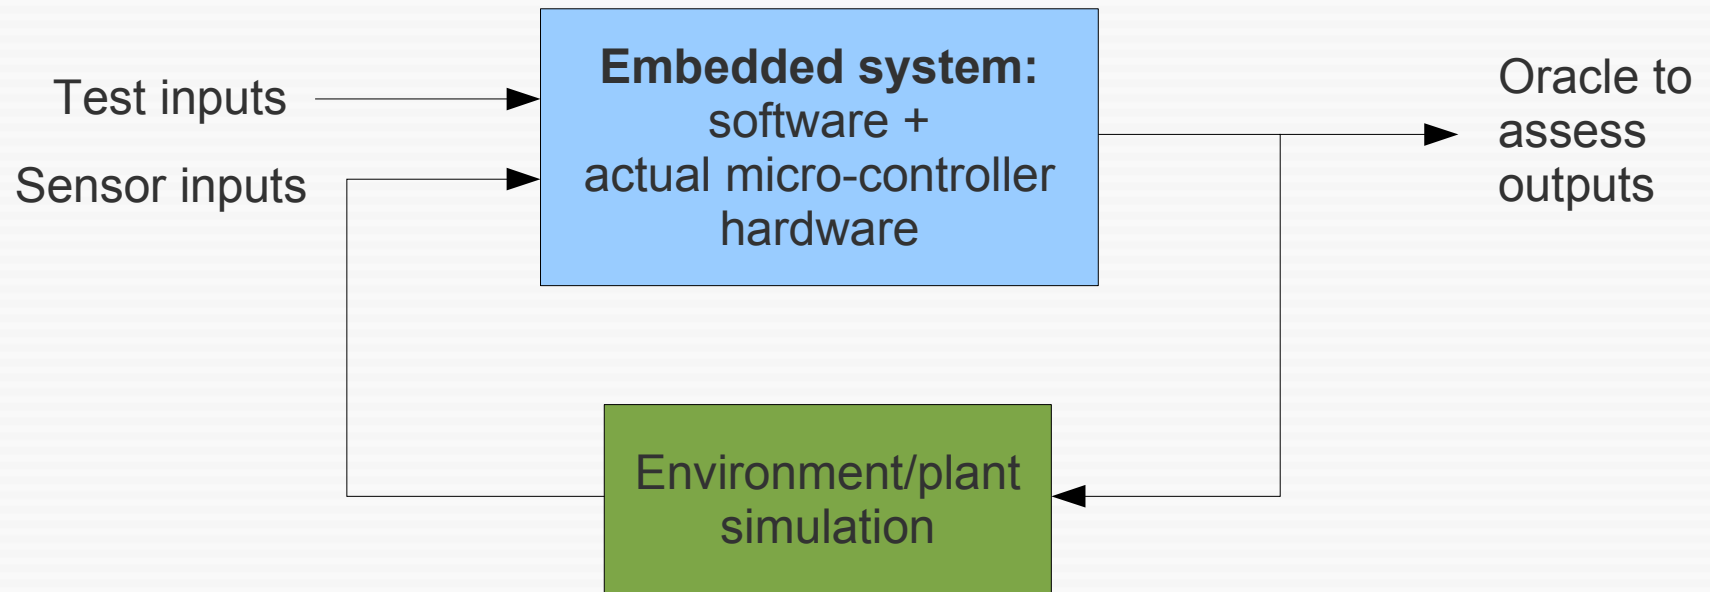 Test inputs
Sensor inputs
Embedded system:
software +
actual micro-controller
hardware
Oracle to
assess
outputs
Environment/plant
simulation